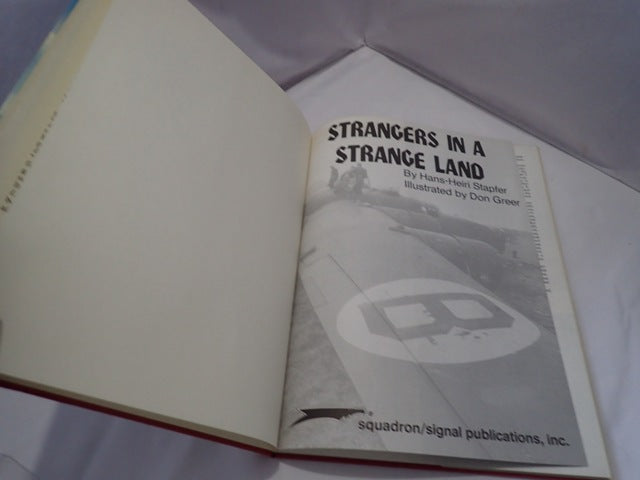 STRANGERS IN A
STRANGE LAND
By Hans-Heiri Stapfer
Illustrated by Don Greer
B
squadron/signal publications, inc.